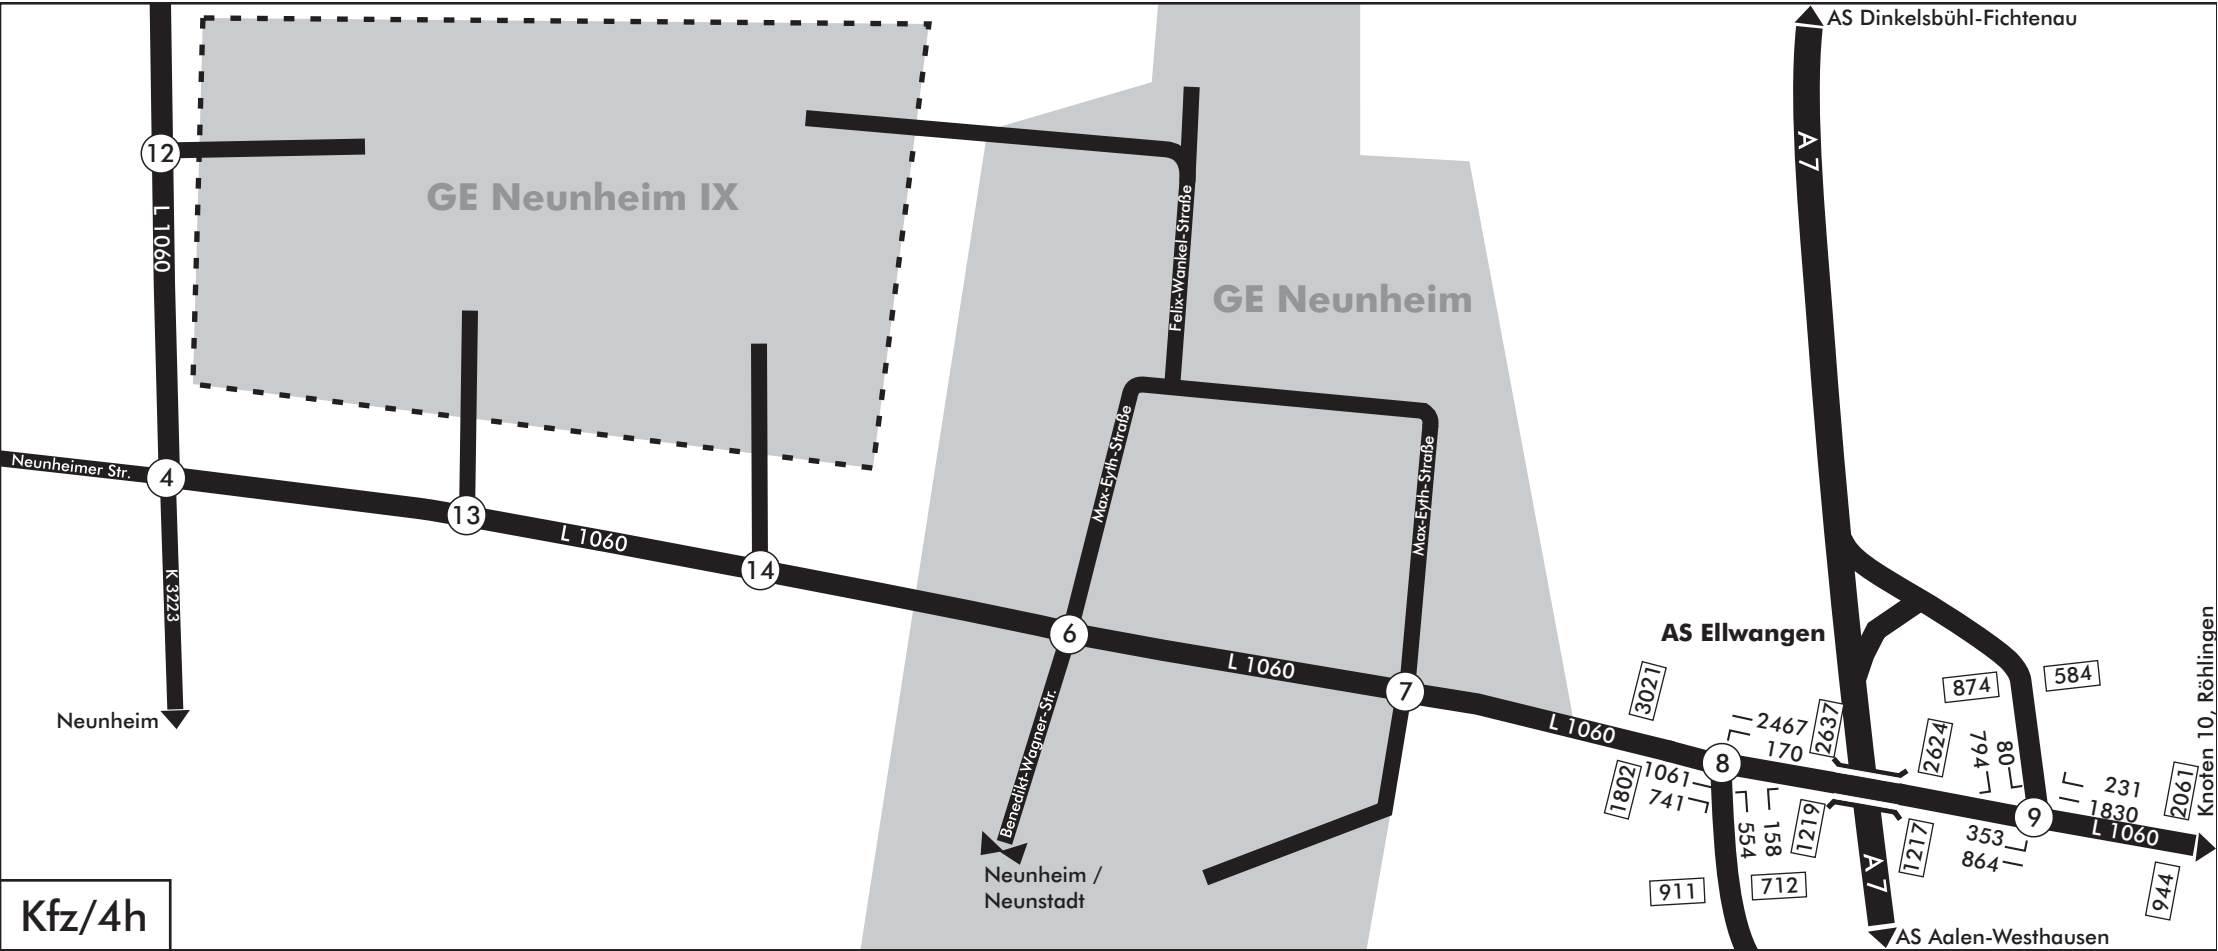 AS Dinkelsbühl-Fichtenau
A 7
12
L 1060
GE Neunheim IX
Felix-Wankel-Straße
GE Neunheim
Max-Eyth-Straße
Max-Eyth-Straße
Neunheimer Str.
4
13
L 1060
14
K 3223
Neunheim
6
L 1060
7
Benedikt-Wagner-Str.
Neunheim /
Neunstadt
AS Ellwangen
L 1060
3021
1802
2467
170
1061
741
8
554
158
911
712
2637
1219
2624
1217
874
584
794
80
353
864
9
231
1830
L 1060
2061
944
Knoten 10, Röhlingen
A 7
AS Aalen-Westhausen
Kfz/4h